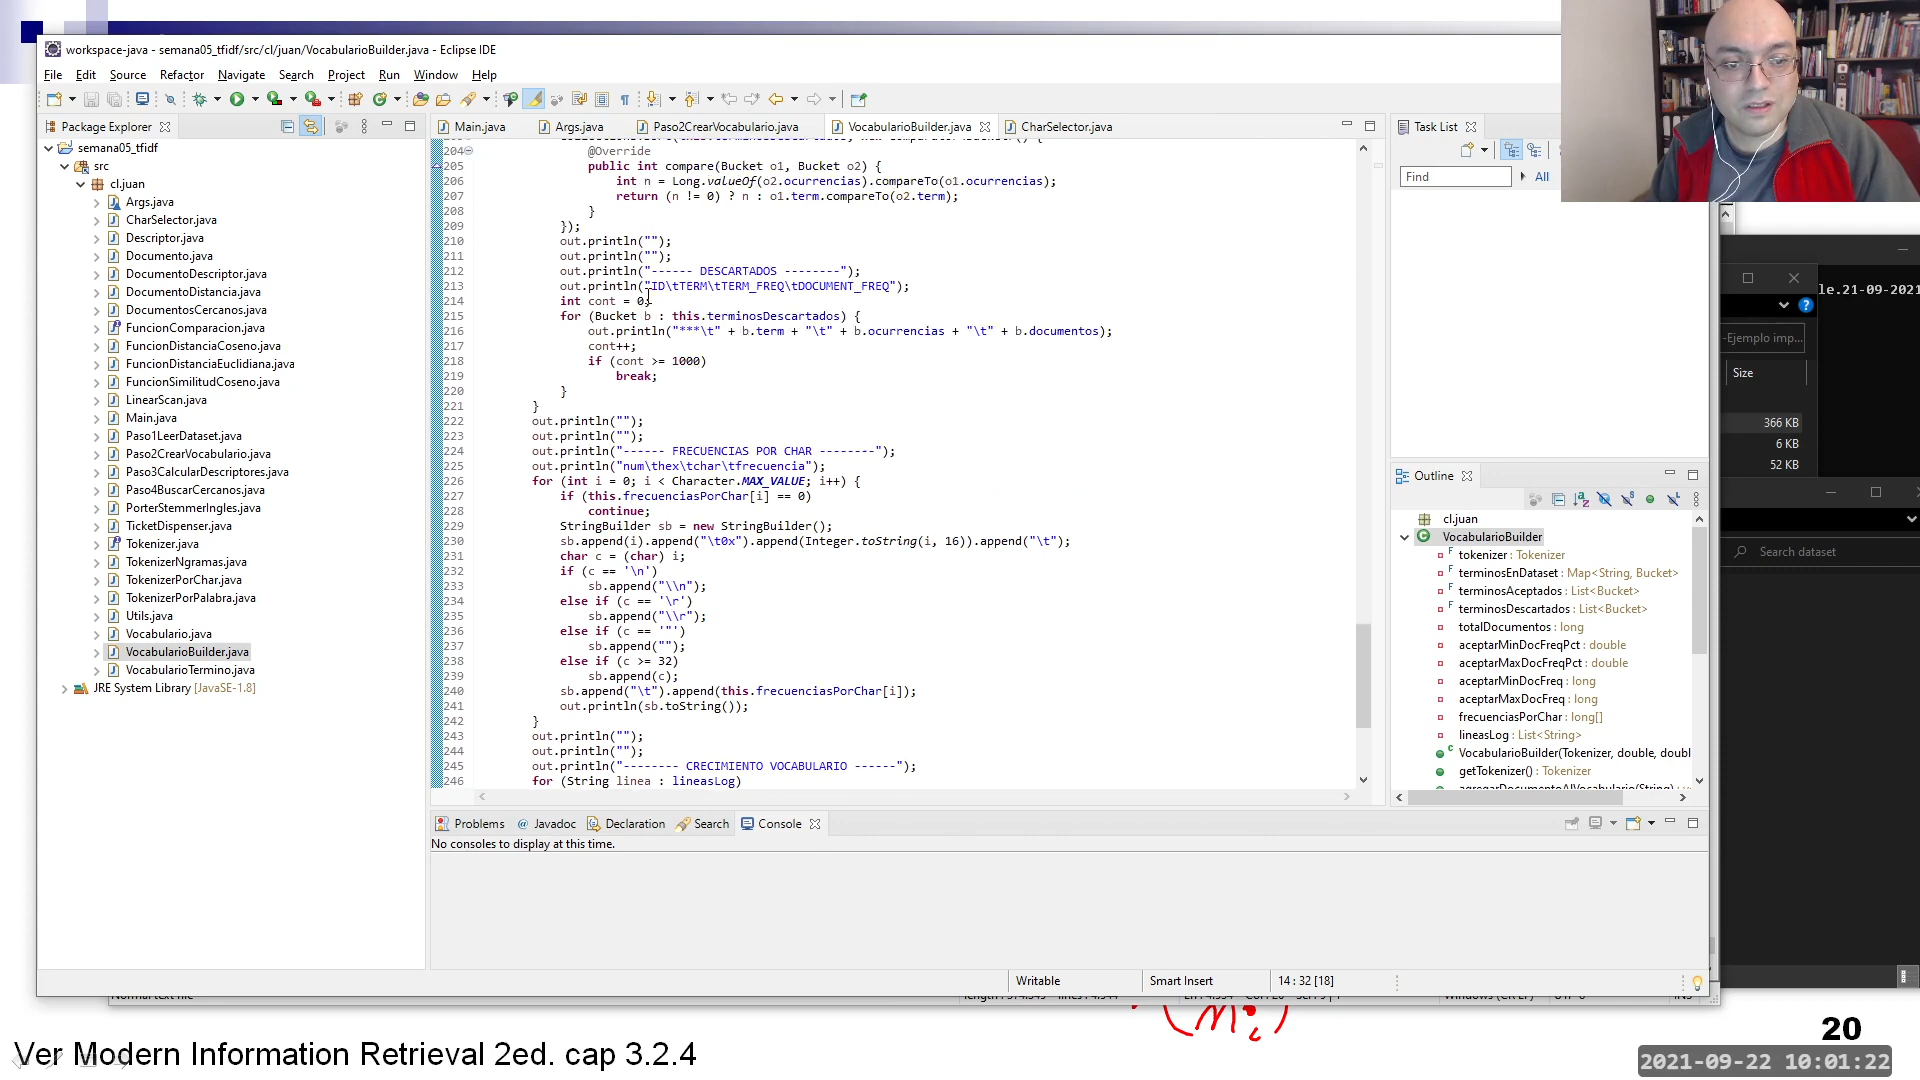 workspace-java - semana05_tfidf/src/cl/juan/VocabularioBuilder.java - Eclipse IDE
File Edit Source Refactor Navigate Search Project Run Window Help
Package Explorer
semana05_tfidf
src
cl.juan
Args.java
CharSelector.java
Descriptor.java
Documento.java
DocumentoDescriptor.java
DocumentoDistancia.java
DocumentosCercanos.java
FuncionComparacion.java
FuncionDistanciaCoseno.java
FuncionDistanciaEuclidiana.java
FuncionSimilitudCoseno.java
LinearScan.java
Main.java
Paso1LeerDataset.java
Paso2CrearVocabulario.java
Paso3CalcularDescriptores.java
Paso4BuscarCercanos.java
PorterStemmerIngles.java
TicketDispenser.java
Tokenizer.java
TokenizerNgramas.java
TokenizerPorChar.java
TokenizerPorPalabra.java
Utils.java
Vocabulario.java
VocabularioBuilder.java
VocabularioTermino.java
JRE System Library [JavaSE-1.8]
Main.java Args.java Paso2CrearVocabulario.java VocabularioBuilder.java CharSelector.java
204 @Override
205 public int compare(Bucket o1, Bucket o2) {
206 int n = Long.valueOf(o2.ocurrencias).compareTo(o1.ocurrencias);
207 return (n != 0) ? n : o1.term.compareTo(o2.term);
208 }
209 });
210 out.println("");
211 out.println("");
212 out.println("------ DESCARTADOS --------");
213 out.println("ID\tTERM\tTERM_FREQ\tDOCUMENT_FREQ");
214 int cont = 0;
215 for (Bucket b : this.terminosDescartados) {
216 out.println("***\t" + b.term + "\t" + b.ocurrencias + "\t" + b.documentos);
217 cont++;
218 if (cont >= 1000)
219 break;
220 }
221 }
222 out.println("");
223 out.println("");
224 out.println("------ FRECUENCIAS POR CHAR --------");
225 out.println("num\thex\tchar\tfrecuencia");
226 for (int i = 0; i < Character.MAX_VALUE; i++) {
227 if (this.frecuenciasPorChar[i] == 0)
228 continue;
229 StringBuilder sb = new StringBuilder();
230 sb.append(i).append("\t0x").append(Integer.toString(i, 16)).append("\t");
231 char c = (char) i;
232 if (c == '\n')
233 sb.append("\\n");
234 else if (c == '\r')
235 sb.append("\\r");
236 else if (c == '"')
237 sb.append("");
238 else if (c >= 32)
239 sb.append(c);
240 sb.append("\t").append(this.frecuenciasPorChar[i]);
241 out.println(sb.toString());
242 }
243 out.println("");
244 out.println("");
245 out.println("-------- CRECIMIENTO VOCABULARIO ------");
246 for (String linea : lineasLog)
Task List
Find All
Outline
cl.juan
VocabularioBuilder
tokenizer : Tokenizer
terminosEnDataset : Map<String, Bucket>
terminosAceptados : List<Bucket>
terminosDescartados : List<Bucket>
totalDocumentos : long
aceptarMinDocFreqPct : double
aceptarMaxDocFreqPct : double
aceptarMinDocFreq : long
aceptarMaxDocFreq : long
frecuenciasPorChar : long[]
lineasLog : List<String>
VocabularioBuilder(Tokenizer, double, doubl
getTokenizer() : Tokenizer
le.21-09-22
-Ejemplo imp...
Size
366 KB
6 KB
52 KB
Search dataset
Problems Javadoc Declaration Search Console
No consoles to display at this time.
Writable Smart Insert 14 : 32 [18]
20
Ver Modern Information Retrieval 2ed. cap 3.2.4
2021-09-22 10:01:22